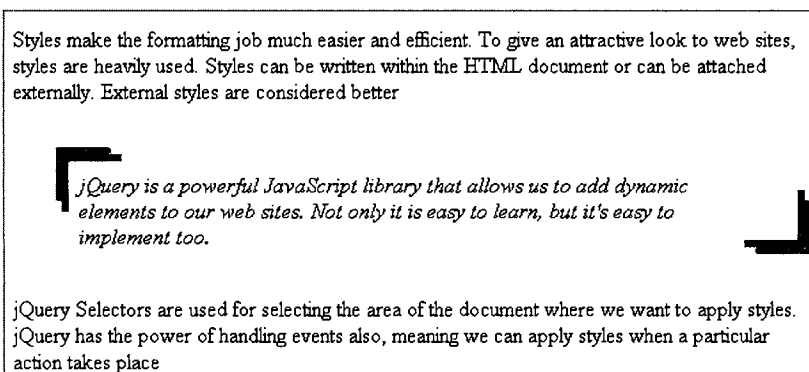 Styles make the formatting job much easier and efficient. To give an attractive look to web sites,
styles are heavily used. Styles can be written within the HTML document or can be attached
externally. External styles are considered better
jQuery is a powerful JavaScript library that allows us to add dynamic
elements to our web sites. Not only it is easy to learn, but it's easy to
implement too.
jQuery Selectors are used for selecting the area of the document where we want to apply styles.
jQuery has the power of handling events also, meaning we can apply styles when a particular
action takes place